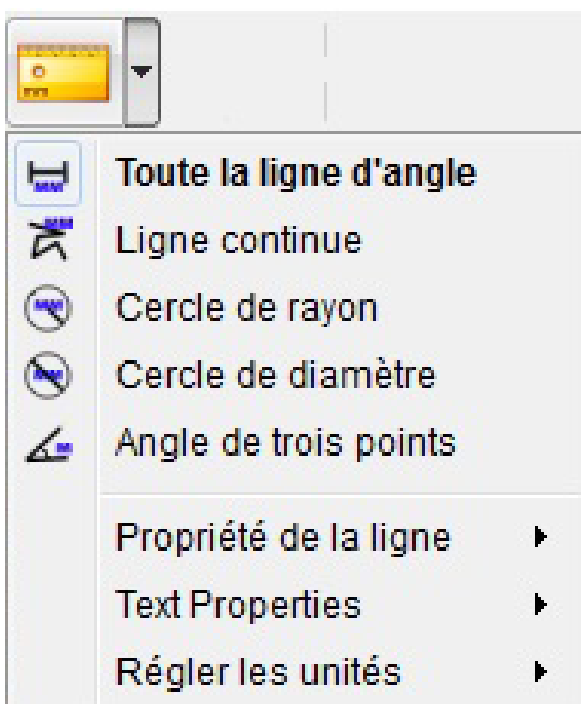 Toute la ligne d'angle
Ligne continue
Cercle de rayon
Cercle de diamètre
Angle de trois points
Propriété de la ligne
Text Properties
Régler les unités